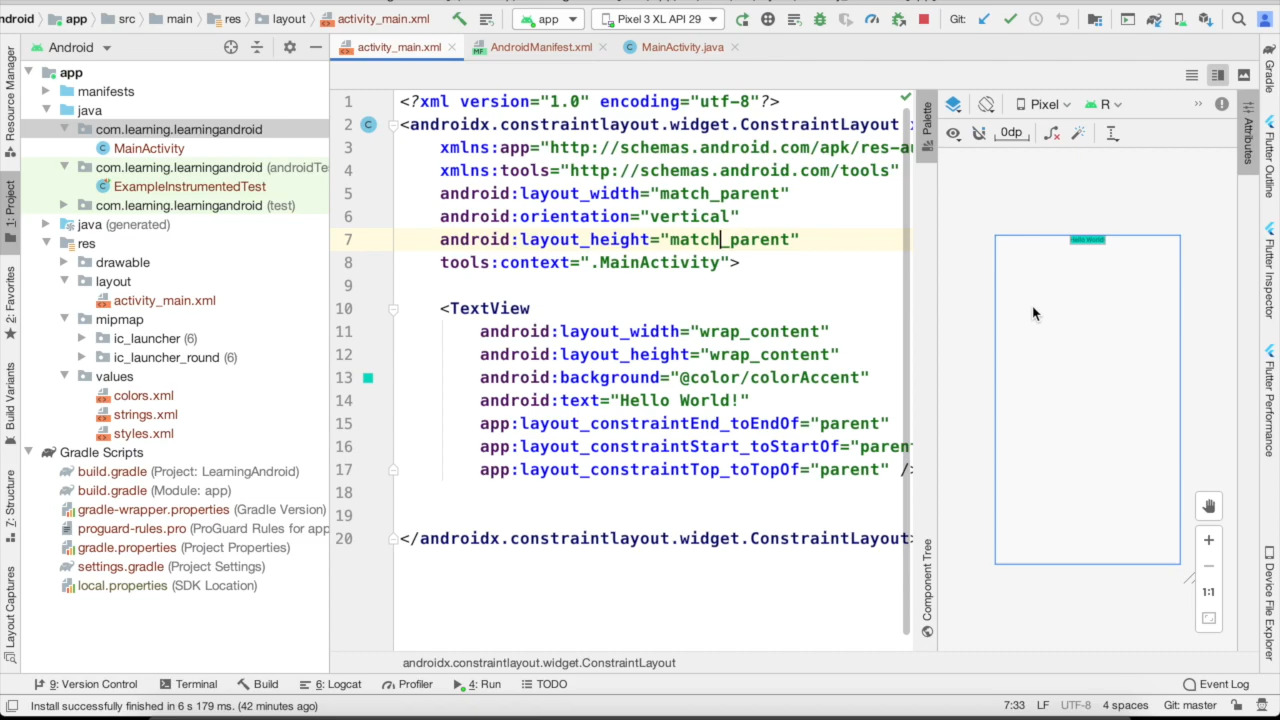 ndroid app src main res layout activity_main.xml app Pixel 3 XL API 29 Git:
Android
activity_main.xml AndroidManifest.xml MainActivity.java
Resource Manager
1: Project
2: Favorites
Build Variants
7: Structure
Layout Captures
app
manifests
java
com.learning.learningandroid
MainActivity
com.learning.learningandroid (androidTe
ExampleInstrumentedTest
com.learning.learningandroid (test)
java (generated)
res
drawable
layout
activity_main.xml
mipmap
ic_launcher (6)
ic_launcher_round (6)
values
colors.xml
strings.xml
styles.xml
Gradle Scripts
build.gradle (Project: LearningAndroid)
build.gradle (Module: app)
gradle-wrapper.properties (Gradle Version)
proguard-rules.pro (ProGuard Rules for app
gradle.properties (Project Properties)
settings.gradle (Project Settings)
local.properties (SDK Location)
1 <?xml version="1.0" encoding="utf-8"?>
2 <androidx.constraintlayout.widget.ConstraintLayout x
3 xmlns:app="http://schemas.android.com/apk/res-au
4 xmlns:tools="http://schemas.android.com/tools"
5 android:layout_width="match_parent"
6 android:orientation="vertical"
7 android:layout_height="match_parent"
8 tools:context=".MainActivity">
9
10 <TextView
11 android:layout_width="wrap_content"
12 android:layout_height="wrap_content"
13 android:background="@color/colorAccent"
14 android:text="Hello World!"
15 app:layout_constraintEnd_toEndOf="parent"
16 app:layout_constraintStart_toStartOf="paren
17 app:layout_constraintTop_toTopOf="parent" />
18
19
20 </androidx.constraintlayout.widget.ConstraintLayout>
androidx.constraintlayout.widget.ConstraintLayout
Palette
Component Tree
Pixel R
0dp
Hello World!
1:1
Attributes
Gradle
Flutter Outline
Flutter Inspector
Flutter Performance
Device File Explorer
9: Version Control Terminal Build 6: Logcat Profiler 4: Run TODO Event Log
Install successfully finished in 6 s 179 ms. (42 minutes ago) 7:33 LF UTF-8 4 spaces Git: master